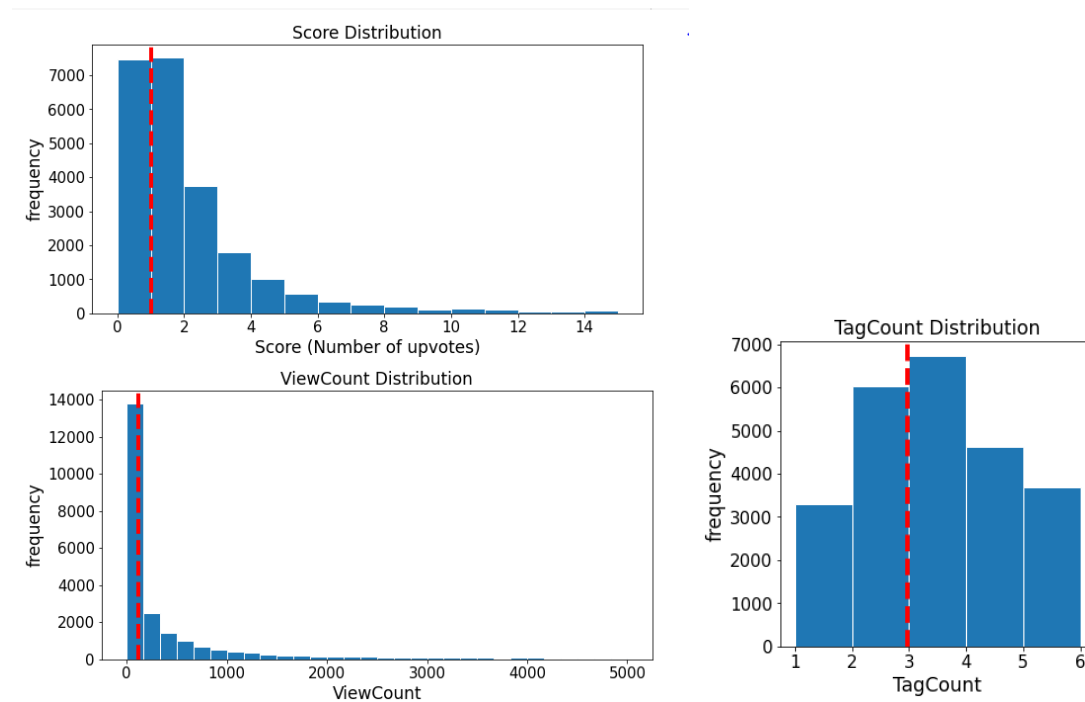 Score Distribution
frequency
7000
6000
5000
4000
3000
2000
1000
0
0 2 4 6 8 10 12 14
Score (Number of upvotes)
ViewCount Distribution
frequency
14000
12000
10000
8000
6000
4000
2000
0
0 1000 2000 3000 4000 5000
ViewCount
TagCount Distribution
frequency
7000
6000
5000
4000
3000
2000
1000
0
1 2 3 4 5 6
TagCount